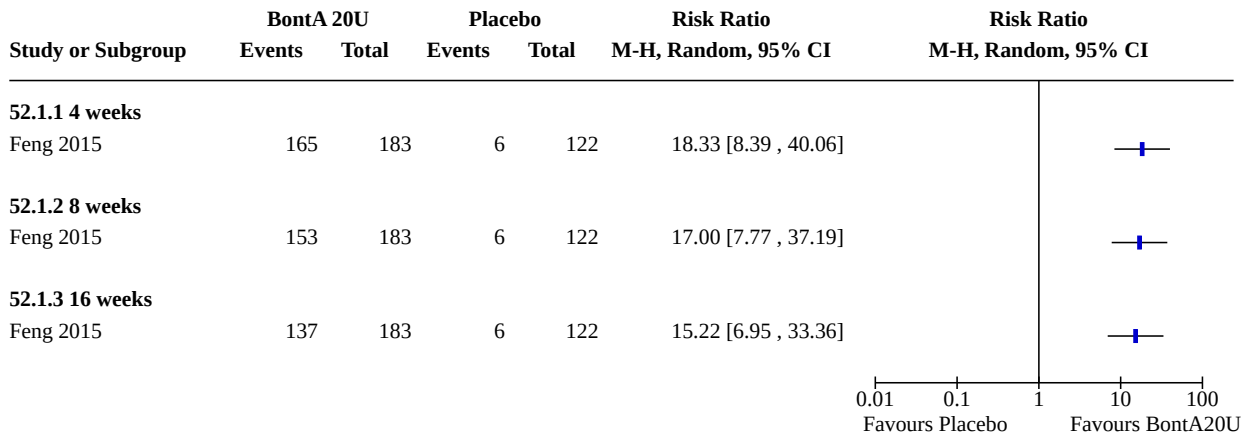 BontA 20U Placebo Risk Ratio Risk Ratio
Study or Subgroup Events Total Events Total M-H, Random, 95% CI M-H, Random, 95% CI
52.1.1 4 weeks
Feng 2015 165 183 6 122 18.33 [8.39 , 40.06]
52.1.2 8 weeks
Feng 2015 153 183 6 122 17.00 [7.77 , 37.19]
52.1.3 16 weeks
Feng 2015 137 183 6 122 15.22 [6.95 , 33.36]
0.01 0.1 1 10 100
Favours Placebo Favours BontA20U